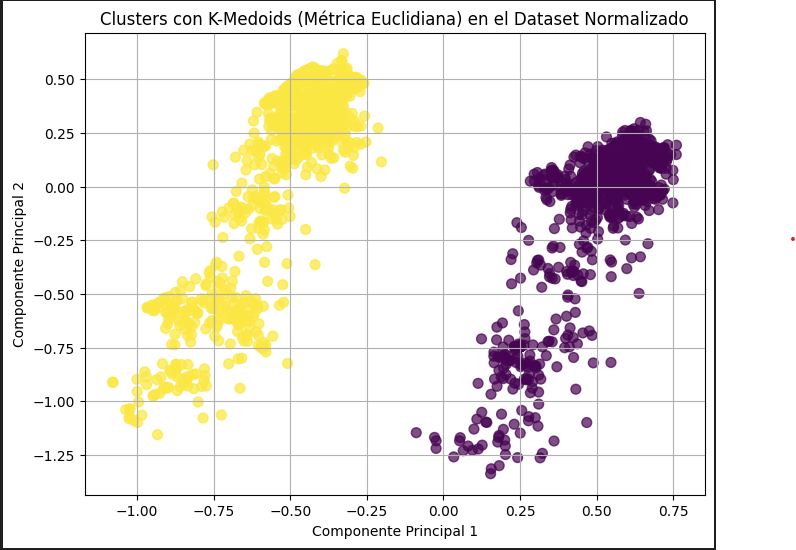 Clusters con K-Medoids (Métrica Euclidiana) en el Dataset Normalizado
Componente Principal 2
0.50
0.25
0.00
−0.25
−0.50
−0.75
−1.00
−1.25
−1.00 −0.75 −0.50 −0.25 0.00 0.25 0.50 0.75
Componente Principal 1